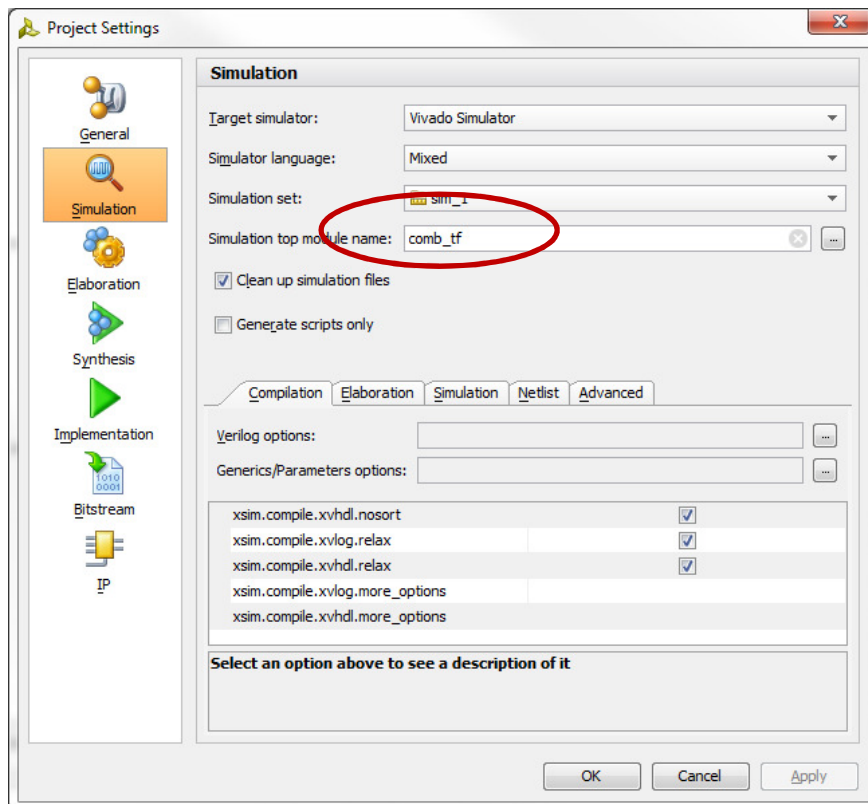 Project Settings
General
Simulation
Elaboration
Synthesis
Implementation
1010
0001
Bitstream
IP
Simulation
Target simulator: Vivado Simulator
Simulator language: Mixed
Simulation set: sim_1
Simulation top module name: comb_tf ...
Clean up simulation files
Generate scripts only
Compilation Elaboration Simulation Netlist Advanced
Verilog options: ...
Generics/Parameters options: ...
xsim.compile.xvhdl.nosort
xsim.compile.xvlog.relax
xsim.compile.xvhdl.relax
xsim.compile.xvlog.more_options
xsim.compile.xvhdl.more_options
Select an option above to see a description of it
OK Cancel Apply